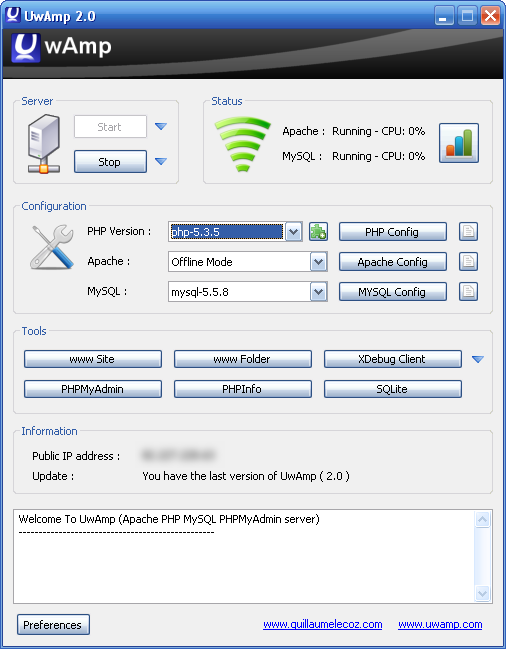 UwAmp 2.0
UwAmp
Server
Start
Stop
Status
Apache : Running - CPU: 0%
MySQL : Running - CPU: 0%
Configuration
PHP Version : php-5.3.5 PHP Config
Apache : Offline Mode Apache Config
MySQL : mysql-5.5.8 MYSQL Config
Tools
www Site www Folder XDebug Client
PHPMyAdmin PHPInfo SQLite
Information
Public IP address :
Update : You have the last version of UwAmp ( 2.0 )
Welcome To UwAmp (Apache PHP MySQL PHPMyAdmin server)
-------------------------------------------------
Preferences www.guillaumelecoz.com www.uwamp.com